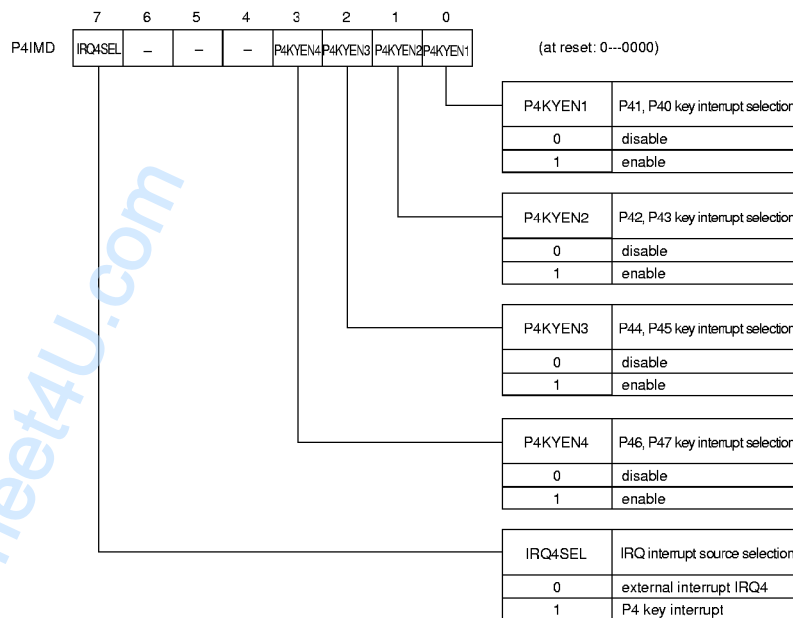 7 6 5 4 3 2 1 0
P4IMD IRQ4SEL – – – P4KYEN4 P4KYEN3 P4KYEN2 P4KYEN1 (at reset: 0---0000)
P4KYEN1 P41, P40 key interrupt selection
0 disable
1 enable
P4KYEN2 P42, P43 key interrupt selection
0 disable
1 enable
P4KYEN3 P44, P45 key interrupt selection
0 disable
1 enable
P4KYEN4 P46, P47 key interrupt selection
0 disable
1 enable
IRQ4SEL IRQ interrupt source selection
0 external interrupt IRQ4
1 P4 key interrupt
heet4U.com